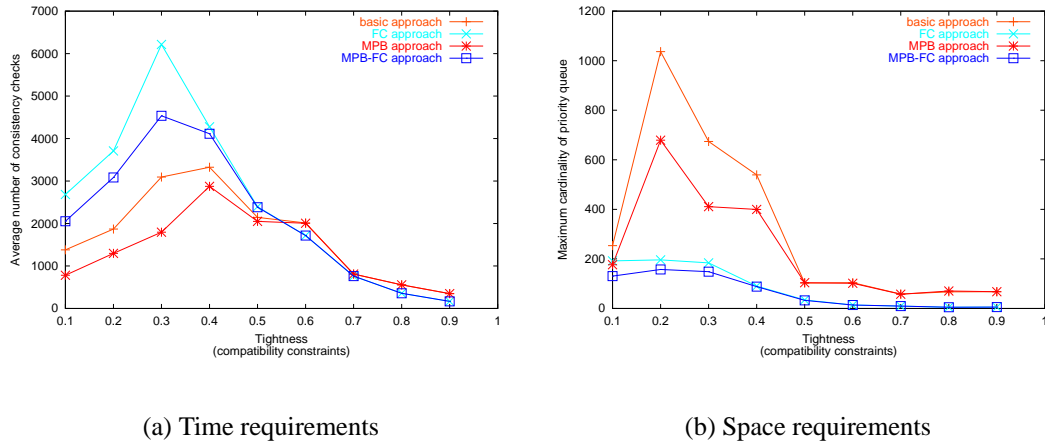 7000
6000
5000
4000
3000
2000
1000
0
Average number of consistency checks
basic approach
FC approach
MPB approach
MPB-FC approach
0.1 0.2 0.3 0.4 0.5 0.6 0.7 0.8 0.9 1
Tightness
(compatibility constraints)
(a) Time requirements
1200
1000
800
600
400
200
0
Maximum cardinality of priority queue
basic approach
FC approach
MPB approach
MPB-FC approach
0.1 0.2 0.3 0.4 0.5 0.6 0.7 0.8 0.9 1
Tightness
(compatibility constraints)
(b) Space requirements